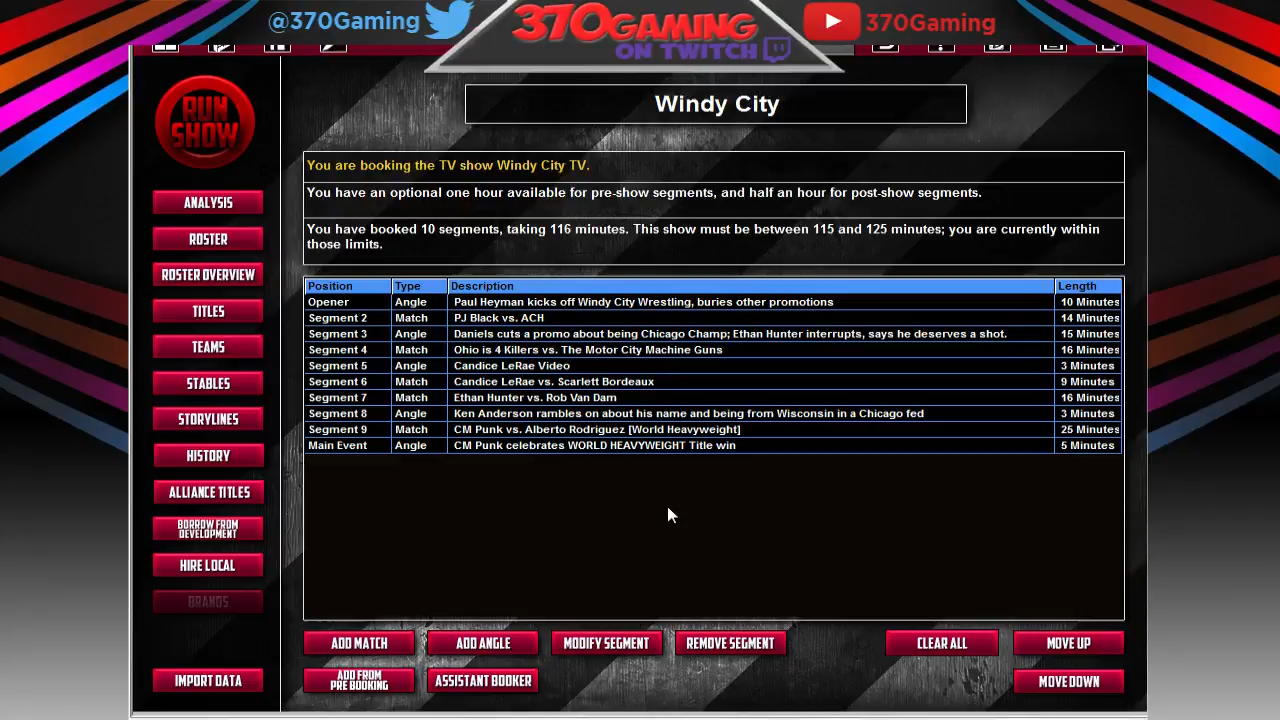 @370Gaming
370GAMING
ON TWITCH
370Gaming
RUN
SHOW
Windy City
You are booking the TV show Windy City TV.
You have an optional one hour available for pre-show segments, and half an hour for post-show segments.
You have booked 10 segments, taking 116 minutes. This show must be between 115 and 125 minutes; you are currently within
those limits.
ANALYSIS
ROSTER
ROSTER OVERVIEW
TITLES
TEAMS
STABLES
STORYLINES
HISTORY
ALLIANCE TITLES
BORROW FROM
DEVELOPMENT
HIRE LOCAL
BRANDS
IMPORT DATA
Position Type Description Length
Opener Angle Paul Heyman kicks off Windy City Wrestling, buries other promotions 10 Minutes
Segment 2 Match PJ Black vs. ACH 14 Minutes
Segment 3 Angle Daniels cuts a promo about being Chicago Champ; Ethan Hunter interrupts, says he deserves a shot. 15 Minutes
Segment 4 Match Ohio is 4 Killers vs. The Motor City Machine Guns 16 Minutes
Segment 5 Angle Candice LeRae Video 3 Minutes
Segment 6 Match Candice LeRae vs. Scarlett Bordeaux 9 Minutes
Segment 7 Match Ethan Hunter vs. Rob Van Dam 16 Minutes
Segment 8 Angle Ken Anderson rambles on about his name and being from Wisconsin in a Chicago fed 3 Minutes
Segment 9 Match CM Punk vs. Alberto Rodriguez [World Heavyweight] 25 Minutes
Main Event Angle CM Punk celebrates WORLD HEAVYWEIGHT Title win 5 Minutes
ADD MATCH
ADD ANGLE
MODIFY SEGMENT
REMOVE SEGMENT
CLEAR ALL
MOVE UP
ADD FROM
PRE BOOKING
ASSISTANT BOOKER
MOVE DOWN